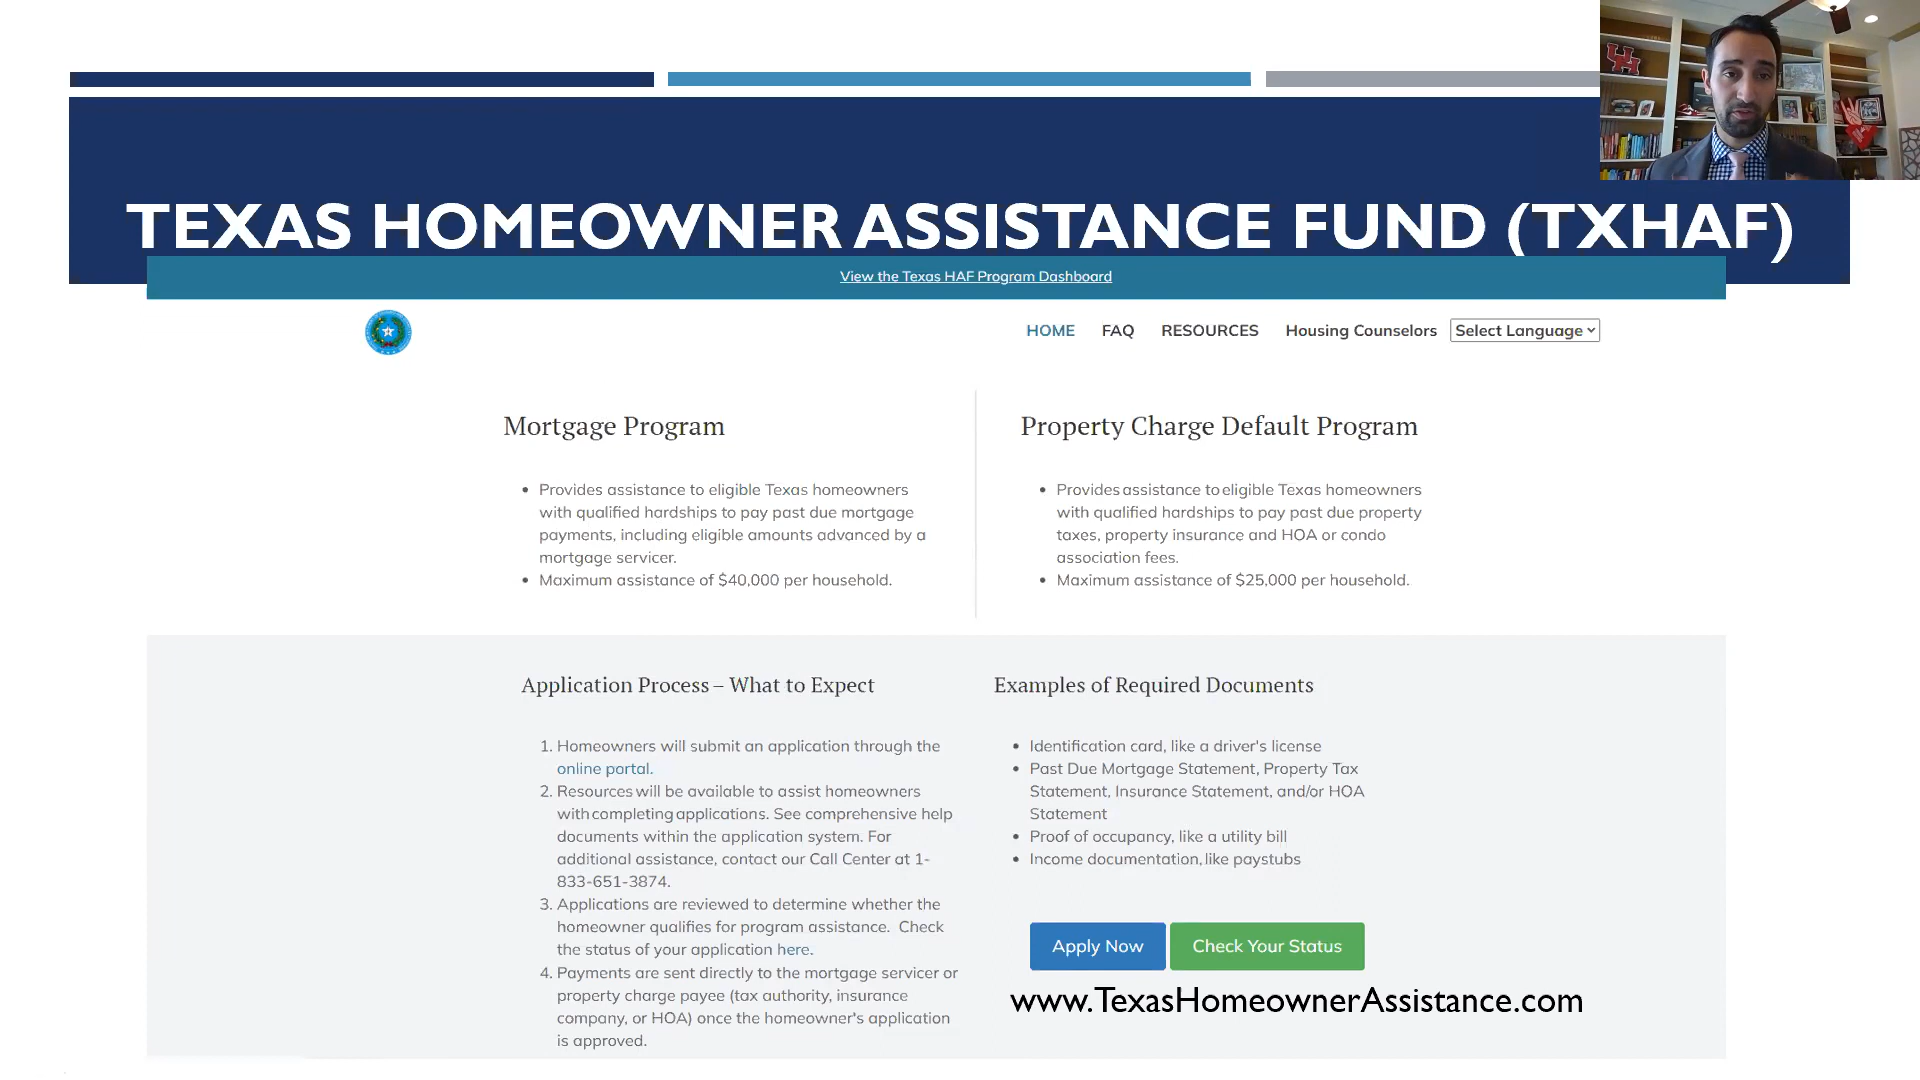 TEXAS HOMEOWNER ASSISTANCE FUND (TXHAF)
View the Texas HAF Program Dashboard
HOME FAQ RESOURCES Housing Counselors Select Language
Mortgage Program
• Provides assistance to eligible Texas homeowners
with qualified hardships to pay past due mortgage
payments, including eligible amounts advanced by a
mortgage servicer.
• Maximum assistance of $40,000 per household.
Property Charge Default Program
• Provides assistance to eligible Texas homeowners
with qualified hardships to pay past due property
taxes, property insurance and HOA or condo
association fees.
• Maximum assistance of $25,000 per household.
Application Process – What to Expect
1. Homeowners will submit an application through the
online portal.
2. Resources will be available to assist homeowners
with completing applications. See comprehensive help
documents within the application system. For
additional assistance, contact our Call Center at 1-
833-651-3874.
3. Applications are reviewed to determine whether the
homeowner qualifies for program assistance. Check
the status of your application here.
4. Payments are sent directly to the mortgage servicer or
property charge payee (tax authority, insurance
company, or HOA) once the homeowner's application
is approved.
Examples of Required Documents
• Identification card, like a driver's license
• Past Due Mortgage Statement, Property Tax
Statement, Insurance Statement, and/or HOA
Statement
• Proof of occupancy, like a utility bill
• Income documentation, like paystubs
Apply Now Check Your Status
www.TexasHomeownerAssistance.com